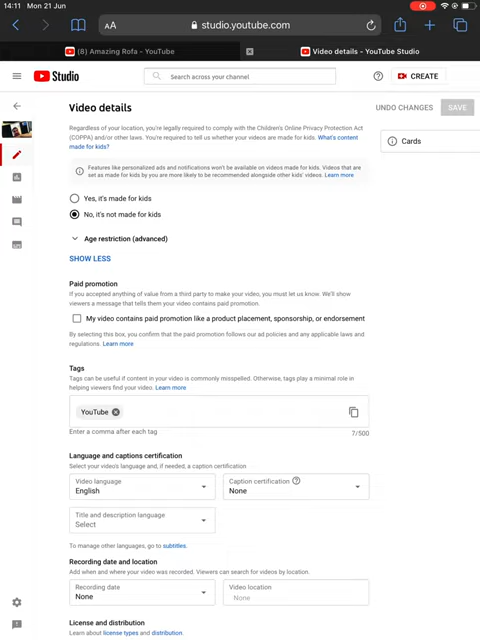 14:11 Mon 21 Jun
AA studio.youtube.com
(8) Amazing Rofa - YouTube
Video details - YouTube Studio
Studio
Search across your channel
CREATE
Video details
UNDO CHANGES
SAVE
Regardless of your location, you're legally required to comply with the Children's Online Privacy Protection Act
(COPPA) and/or other laws. You're required to tell us whether your videos are made for kids. What's content
made for kids?
Cards
Features like personalized ads and notifications won't be available on videos made for kids. Videos that
are set as made for kids by you are more likely to be recommended alongside other kids' videos. Learn more
Yes, it's made for kids
No, it's not made for kids
Age restriction (advanced)
SHOW LESS
Paid promotion
If you accepted anything of value from a third party to make your video, you must let us know. We'll show
viewers a message that tells them your video contains paid promotion.
My video contains paid promotion like a product placement, sponsorship, or endorsement
By selecting this box, you confirm that the paid promotion follows our ad policies and any applicable laws and
regulations. Learn more
Tags
Tags can be useful if content in your video is commonly misspelled. Otherwise, tags play a minimal role in
helping viewers find your video. Learn more
YouTube
Enter a comma after each tag
7/500
Language and captions certification
Select your video's language and, if needed, a caption certification
Video language
English
Caption certification
None
Title and description language
Select
To manage other languages, go to subtitles.
Recording date and location
Add when and where your video was recorded. Viewers can search for videos by location.
Recording date
None
Video location
None
License and distribution
Learn about license types and distribution.